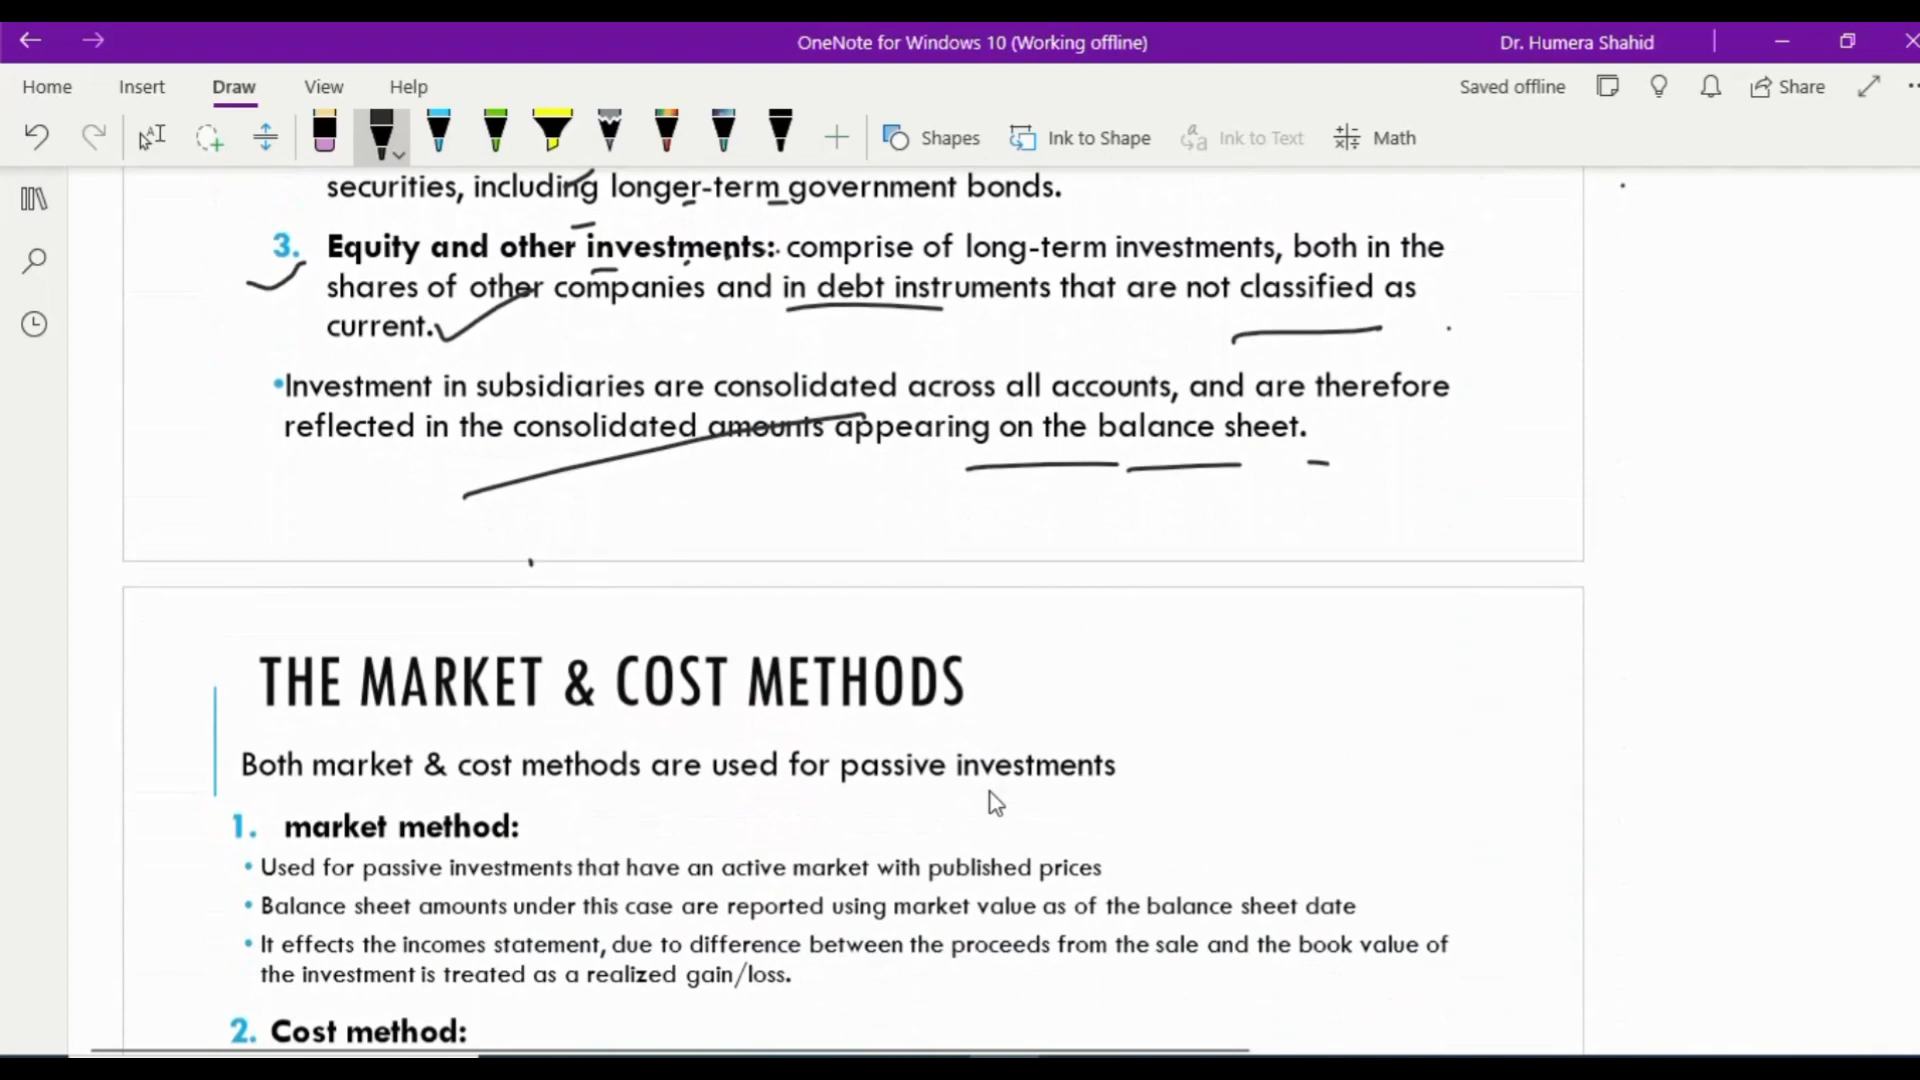 OneNote for Windows 10 (Working offline)
Dr. Humera Shahid
Home Insert Draw View Help
Saved offline
Share
Shapes
Ink to Shape
Ink to Text
Math
securities, including longer-term government bonds.
3. Equity and other investments: comprise of long-term investments, both in the
shares of other companies and in debt instruments that are not classified as
current.
•Investment in subsidiaries are consolidated across all accounts, and are therefore
reflected in the consolidated amounts appearing on the balance sheet.
THE MARKET & COST METHODS
Both market & cost methods are used for passive investments
1. market method:
• Used for passive investments that have an active market with published prices
• Balance sheet amounts under this case are reported using market value as of the balance sheet date
• It effects the incomes statement, due to difference between the proceeds from the sale and the book value of
the investment is treated as a realized gain/loss.
2. Cost method: